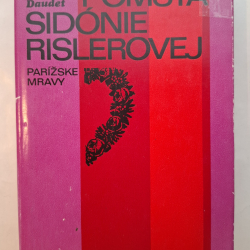 Daudet
POMSTA
SIDÓNIE
RISLEROVEJ
PARÍŽSKE
MRAVY